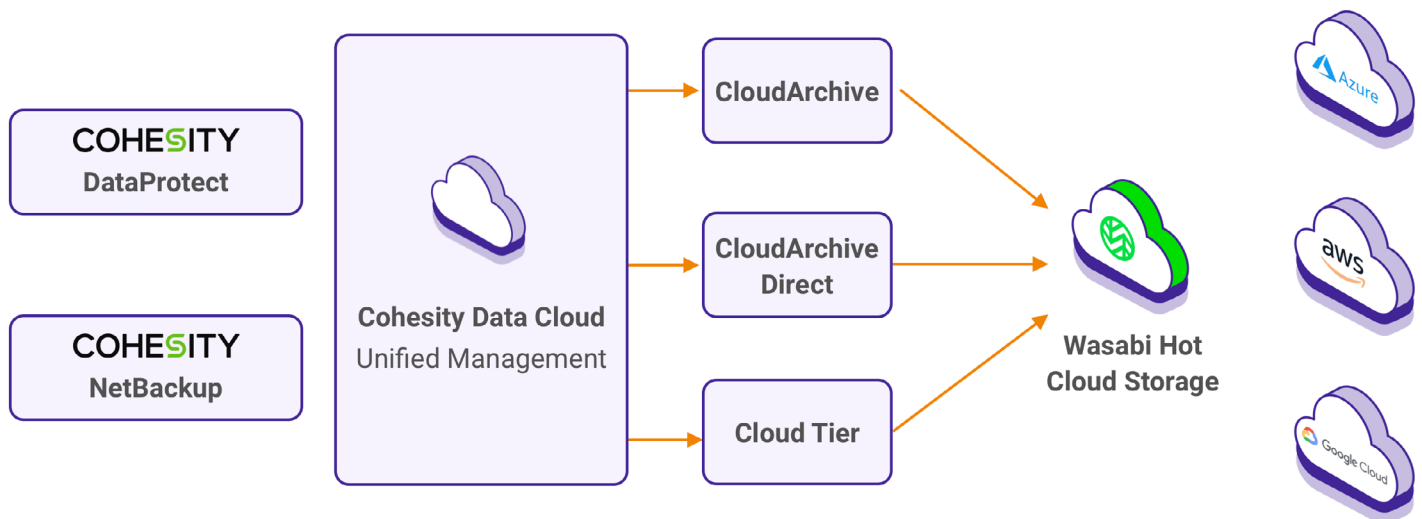 COHESITY
DataProtect
COHESITY
NetBackup
Cohesity Data Cloud
Unified Management
CloudArchive
CloudArchive
Direct
Cloud Tier
Wasabi Hot
Cloud Storage
Azure
aws
Google Cloud